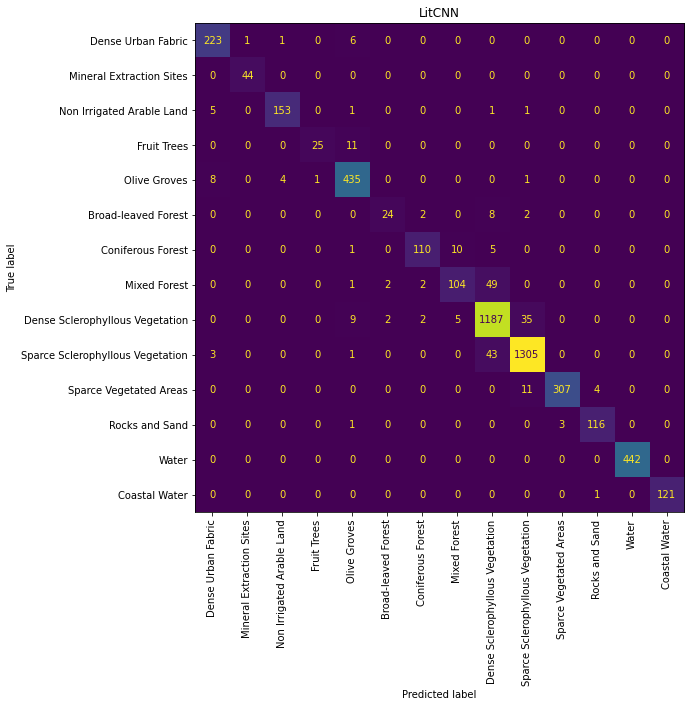 LitCNN
True label
Dense Urban Fabric 223 1 1 0 6 0 0 0 0 0 0 0 0 0
Mineral Extraction Sites 0 44 0 0 0 0 0 0 0 0 0 0 0 0
Non Irrigated Arable Land 5 0 153 0 1 0 0 0 1 1 0 0 0 0
Fruit Trees 0 0 0 25 11 0 0 0 0 0 0 0 0 0
Olive Groves 8 0 4 1 435 0 0 0 0 1 0 0 0 0
Broad-leaved Forest 0 0 0 0 0 24 2 0 8 2 0 0 0 0
Coniferous Forest 0 0 0 0 1 0 110 10 5 0 0 0 0 0
Mixed Forest 0 0 0 0 1 2 2 104 49 0 0 0 0 0
Dense Sclerophyllous Vegetation 0 0 0 0 9 2 2 5 1187 35 0 0 0 0
Sparce Sclerophyllous Vegetation 3 0 0 0 1 0 0 0 43 1305 0 0 0 0
Sparce Vegetated Areas 0 0 0 0 0 0 0 0 0 11 307 4 0 0
Rocks and Sand 0 0 0 0 1 0 0 0 0 0 3 116 0 0
Water 0 0 0 0 0 0 0 0 0 0 0 0 442 0
Coastal Water 0 0 0 0 0 0 0 0 0 0 0 1 0 121
Dense Urban Fabric
Mineral Extraction Sites
Non Irrigated Arable Land
Fruit Trees
Olive Groves
Broad-leaved Forest
Coniferous Forest
Mixed Forest
Dense Sclerophyllous Vegetation
Sparce Sclerophyllous Vegetation
Sparce Vegetated Areas
Rocks and Sand
Water
Coastal Water
Predicted label